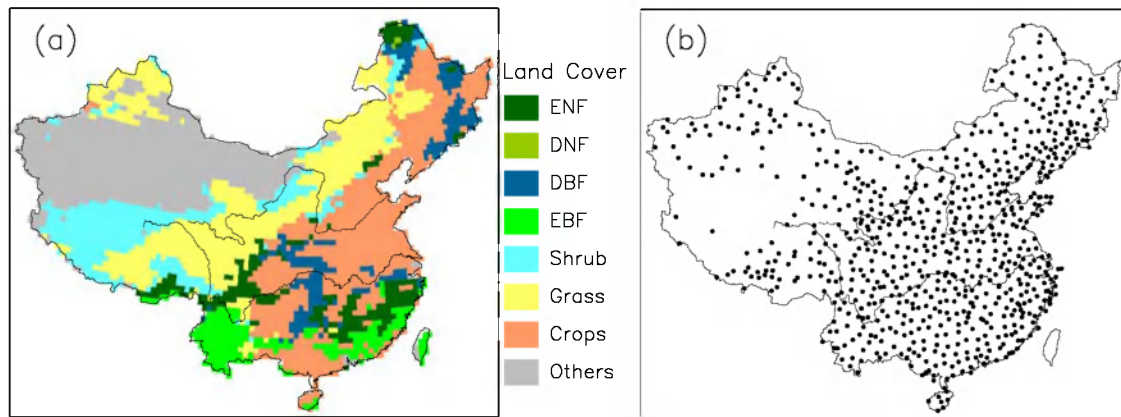 (a)
Land Cover
ENF
DNF
DBF
EBF
Shrub
Grass
Crops
Others
(b)